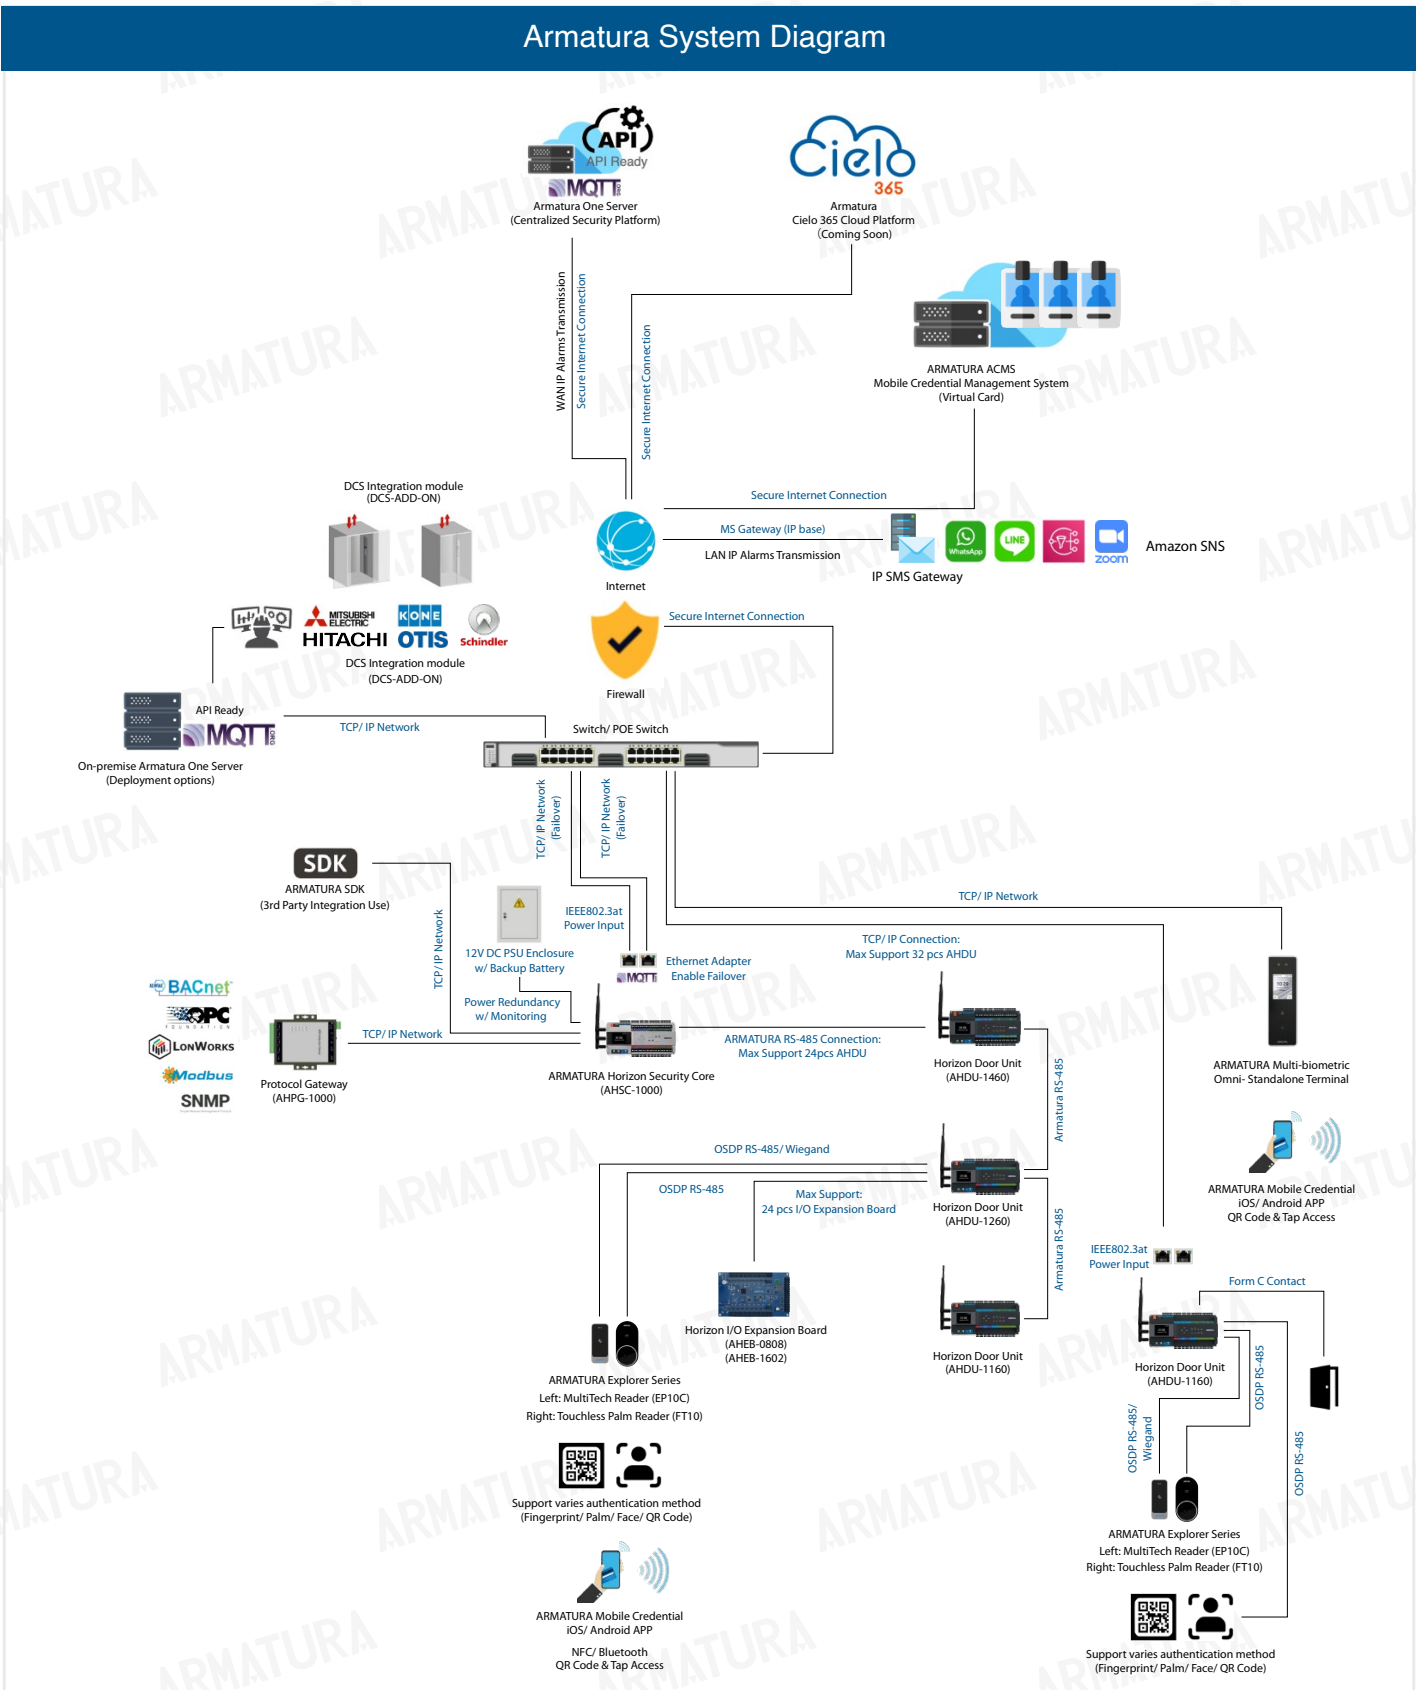 Armatura System Diagram
API
API Ready
MQTT.ORG
Armatura One Server
(Centralized Security Platform)
Cielo
365
Armatura
Cielo 365 Cloud Platform
(Coming Soon)
WAN IP Alarms Transmission
Secure Internet Connection
Secure Internet Connection
ARMATURA ACMS
Mobile Credential Management System
(Virtual Card)
Secure Internet Connection
MS Gateway (IP base)
LAN IP Alarms Transmission
Internet
IP SMS Gateway
WhatsApp
LINE
zoom
Amazon SNS
DCS Integration module
(DCS-ADD-ON)
MITSUBISHI
ELECTRIC
HITACHI
KONE
OTIS
Schindler
DCS Integration module
(DCS-ADD-ON)
Secure Internet Connection
Firewall
API Ready
MQTT.ORG
On-premise Armatura One Server
(Deployment options)
TCP/ IP Network
Switch/ POE Switch
TCP/ IP Network
(Failover)
TCP/ IP Network
(Failover)
SDK
ARMATURA SDK
(3rd Party Integration Use)
TCP/ IP Network
12V DC PSU Enclosure
w/ Backup Battery
Power Redundancy
w/ Monitoring
IEEE802.3at
Power Input
MQTT
Ethernet Adapter
Enable Failover
TCP/ IP Network
TCP/ IP Connection:
Max Support 32 pcs AHDU
BACnet
OPC
FOUNDATION
LONWORKS
Modbus
SNMP
Protocol Gateway
(AHPG-1000)
TCP/ IP Network
ARMATURA Horizon Security Core
(AHSC-1000)
ARMATURA RS-485 Connection:
Max Support 24pcs AHDU
Horizon Door Unit
(AHDU-1460)
Armatura RS-485
ARMATURA Multi-biometric
Omni- Standalone Terminal
ARMATURA Mobile Credential
iOS/ Android APP
QR Code & Tap Access
OSDP RS-485/ Wiegand
OSDP RS-485
Max Support:
24 pcs I/O Expansion Board
Horizon Door Unit
(AHDU-1260)
Armatura RS-485
Horizon I/O Expansion Board
(AHEB-0808)
(AHEB-1602)
Horizon Door Unit
(AHDU-1160)
IEEE802.3at
Power Input
Form C Contact
Horizon Door Unit
(AHDU-1160)
OSDP RS-485/
Wiegand
OSDP RS-485
OSDP RS-485
ARMATURA Explorer Series
Left: MultiTech Reader (EP10C)
Right: Touchless Palm Reader (FT10)
Support varies authentication method
(Fingerprint/ Palm/ Face/ QR Code)
ARMATURA Mobile Credential
iOS/ Android APP
NFC/ Bluetooth
QR Code & Tap Access
ARMATURA Explorer Series
Left: MultiTech Reader (EP10C)
Right: Touchless Palm Reader (FT10)
Support varies authentication method
(Fingerprint/ Palm/ Face/ QR Code)